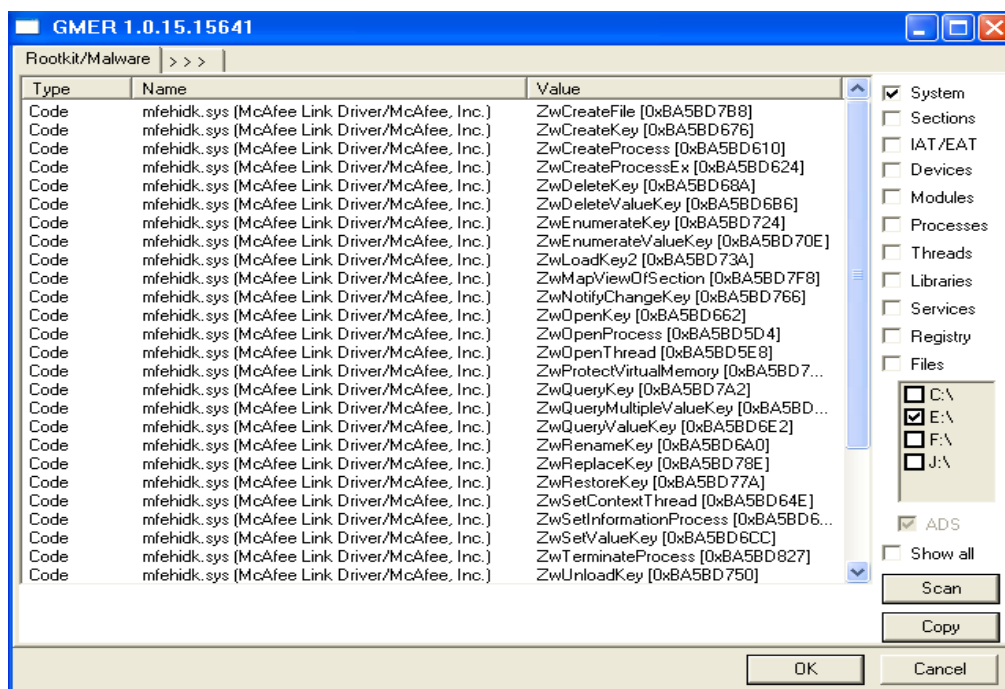 GMER 1.0.15.15641
Rootkit/Malware > > >
Type Name Value
Code mfehidk.sys (McAfee Link Driver/McAfee, Inc.) ZwCreateFile [0xBA5BD7B8]
Code mfehidk.sys (McAfee Link Driver/McAfee, Inc.) ZwCreateKey [0xBA5BD676]
Code mfehidk.sys (McAfee Link Driver/McAfee, Inc.) ZwCreateProcess [0xBA5BD610]
Code mfehidk.sys (McAfee Link Driver/McAfee, Inc.) ZwCreateProcessEx [0xBA5BD624]
Code mfehidk.sys (McAfee Link Driver/McAfee, Inc.) ZwDeleteKey [0xBA5BD68A]
Code mfehidk.sys (McAfee Link Driver/McAfee, Inc.) ZwDeleteValueKey [0xBA5BD6B6]
Code mfehidk.sys (McAfee Link Driver/McAfee, Inc.) ZwEnumerateKey [0xBA5BD724]
Code mfehidk.sys (McAfee Link Driver/McAfee, Inc.) ZwEnumerateValueKey [0xBA5BD70E]
Code mfehidk.sys (McAfee Link Driver/McAfee, Inc.) ZwLoadKey2 [0xBA5BD73A]
Code mfehidk.sys (McAfee Link Driver/McAfee, Inc.) ZwMapViewOfSection [0xBA5BD7F8]
Code mfehidk.sys (McAfee Link Driver/McAfee, Inc.) ZwNotifyChangeKey [0xBA5BD766]
Code mfehidk.sys (McAfee Link Driver/McAfee, Inc.) ZwOpenKey [0xBA5BD662]
Code mfehidk.sys (McAfee Link Driver/McAfee, Inc.) ZwOpenProcess [0xBA5BD5D4]
Code mfehidk.sys (McAfee Link Driver/McAfee, Inc.) ZwOpenThread [0xBA5BD5E8]
Code mfehidk.sys (McAfee Link Driver/McAfee, Inc.) ZwProtectVirtualMemory [0xBA5BD7...
Code mfehidk.sys (McAfee Link Driver/McAfee, Inc.) ZwQueryKey [0xBA5BD7A2]
Code mfehidk.sys (McAfee Link Driver/McAfee, Inc.) ZwQueryMultipleValueKey [0xBA5BD...
Code mfehidk.sys (McAfee Link Driver/McAfee, Inc.) ZwQueryValueKey [0xBA5BD6E2]
Code mfehidk.sys (McAfee Link Driver/McAfee, Inc.) ZwRenameKey [0xBA5BD6A0]
Code mfehidk.sys (McAfee Link Driver/McAfee, Inc.) ZwReplaceKey [0xBA5BD78E]
Code mfehidk.sys (McAfee Link Driver/McAfee, Inc.) ZwRestoreKey [0xBA5BD77A]
Code mfehidk.sys (McAfee Link Driver/McAfee, Inc.) ZwSetContextThread [0xBA5BD64E]
Code mfehidk.sys (McAfee Link Driver/McAfee, Inc.) ZwSetInformationProcess [0xBA5BD6...
Code mfehidk.sys (McAfee Link Driver/McAfee, Inc.) ZwSetValueKey [0xBA5BD6CC]
Code mfehidk.sys (McAfee Link Driver/McAfee, Inc.) ZwTerminateProcess [0xBA5BD827]
Code mfehidk.sys (McAfee Link Driver/McAfee, Inc.) ZwUnloadKey [0xBA5BD750]
System
Sections
IAT/EAT
Devices
Modules
Processes
Threads
Libraries
Services
Registry
Files
C:\
E:\
F:\
J:\
ADS
Show all
Scan
Copy
OK Cancel